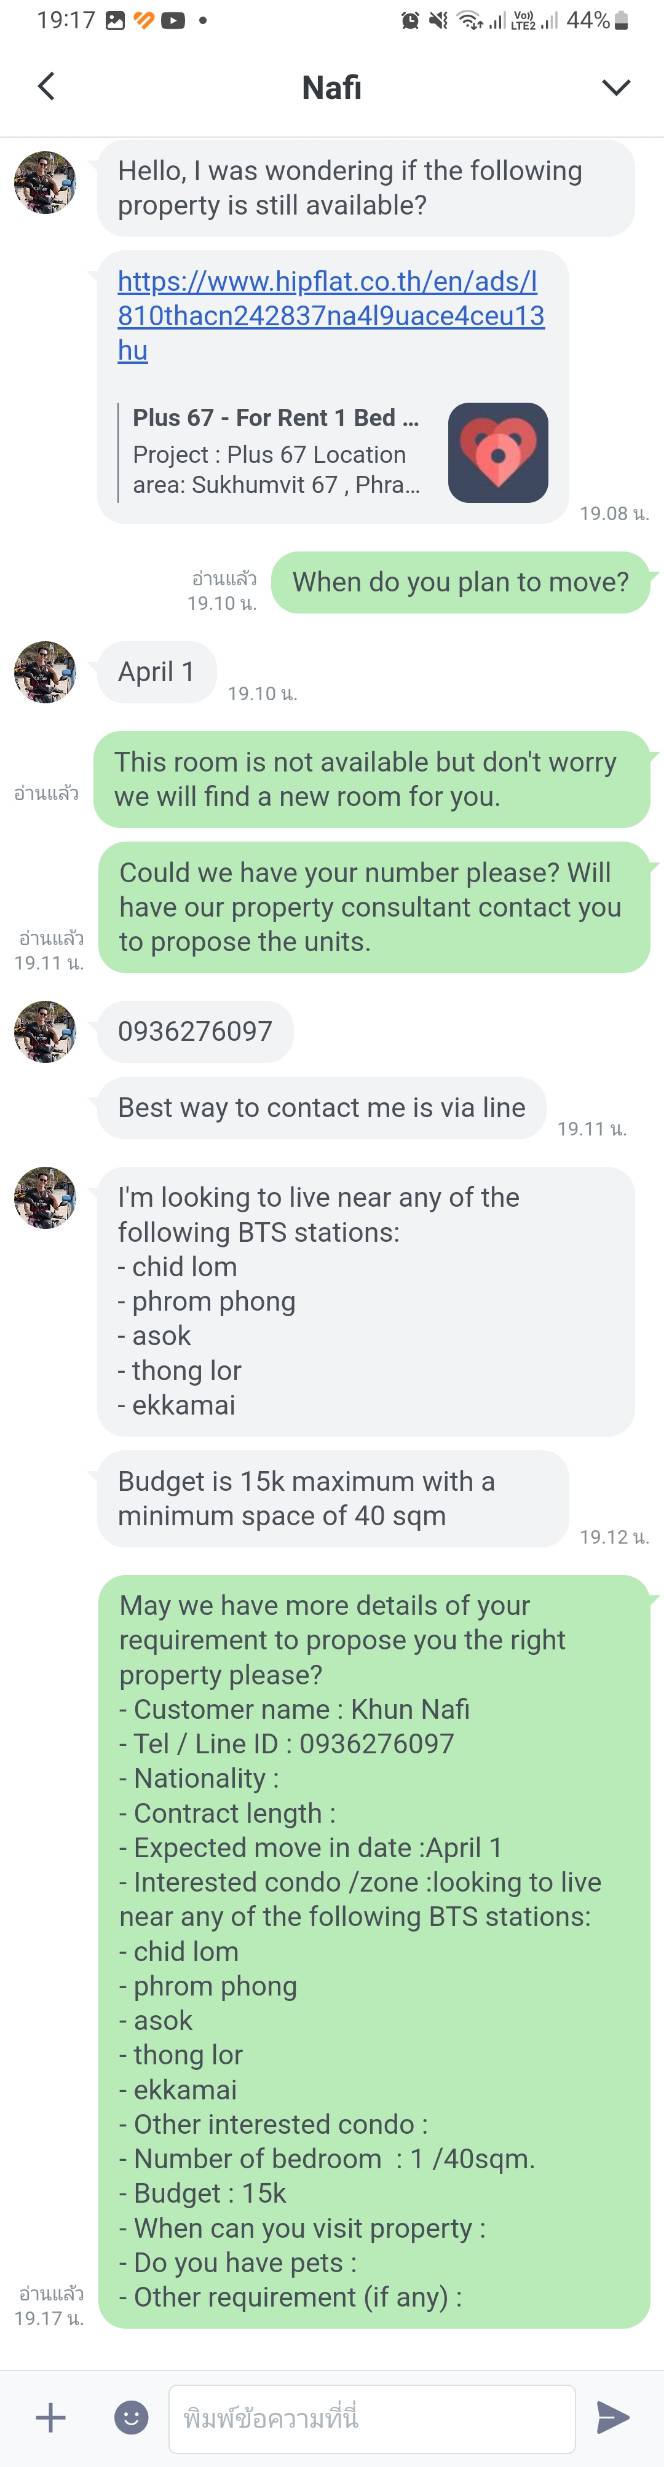 19:17
Vo))
LTE2
44%
Nafi
Hello, I was wondering if the following
property is still available?
https://www.hipflat.co.th/en/ads/l
810thacn242837na4l9uace4ceu13
hu
Plus 67 - For Rent 1 Bed ...
Project : Plus 67 Location
area: Sukhumvit 67 , Phra...
19.08 น.
When do you plan to move?
อ่านแล้ว
19.10 น.
April 1
19.10 น.
This room is not available but don't worry
we will find a new room for you.
อ่านแล้ว
Could we have your number please? Will
have our property consultant contact you
to propose the units.
อ่านแล้ว
19.11 น.
0936276097
Best way to contact me is via line
19.11 น.
I'm looking to live near any of the
following BTS stations:
- chid lom
- phrom phong
- asok
- thong lor
- ekkamai
Budget is 15k maximum with a
minimum space of 40 sqm
19.12 น.
May we have more details of your
requirement to propose you the right
property please?
- Customer name : Khun Nafi
- Tel / Line ID : 0936276097
- Nationality :
- Contract length :
- Expected move in date :April 1
- Interested condo /zone :looking to live
near any of the following BTS stations:
- chid lom
- phrom phong
- asok
- thong lor
- ekkamai
- Other interested condo :
- Number of bedroom  : 1 /40sqm.
- Budget : 15k
- When can you visit property :
- Do you have pets :
- Other requirement (if any) :
อ่านแล้ว
19.17 น.
พิมพ์ข้อความที่นี่